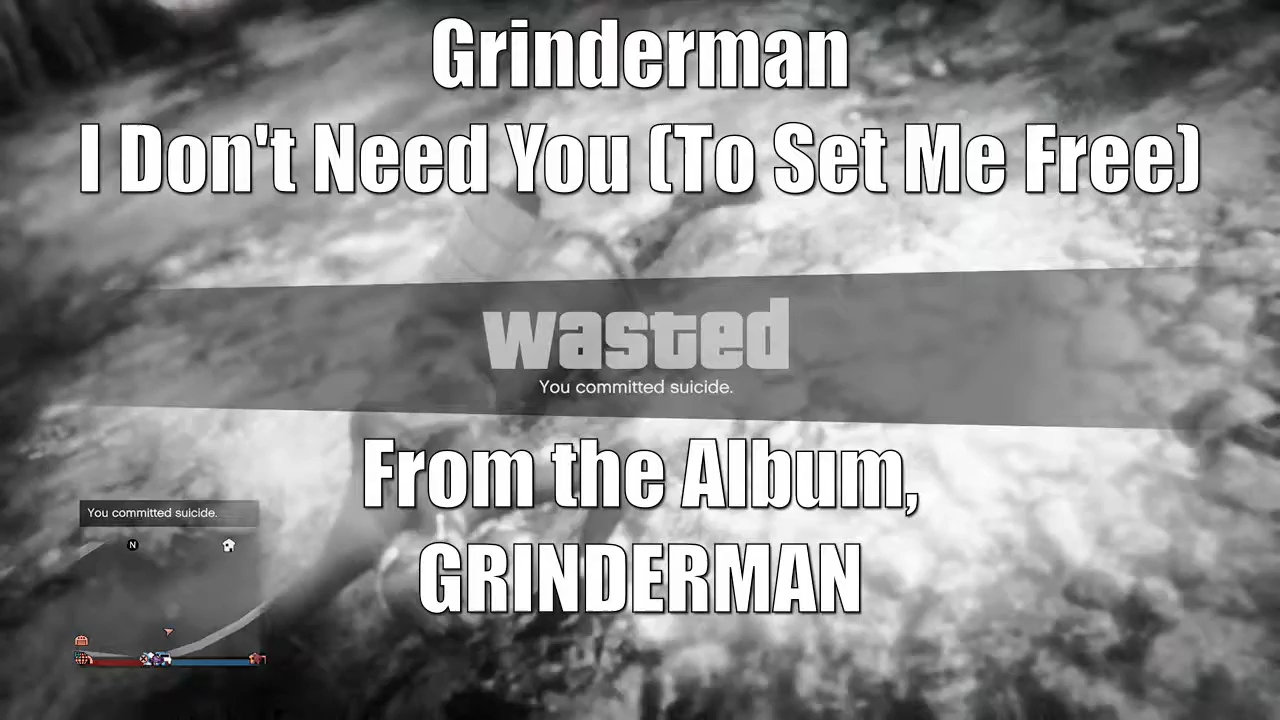 Grinderman
I Don't Need You (To Set Me Free)
wasted
You committed suicide.
From the Album,
You committed suicide.
N
GRINDERMAN